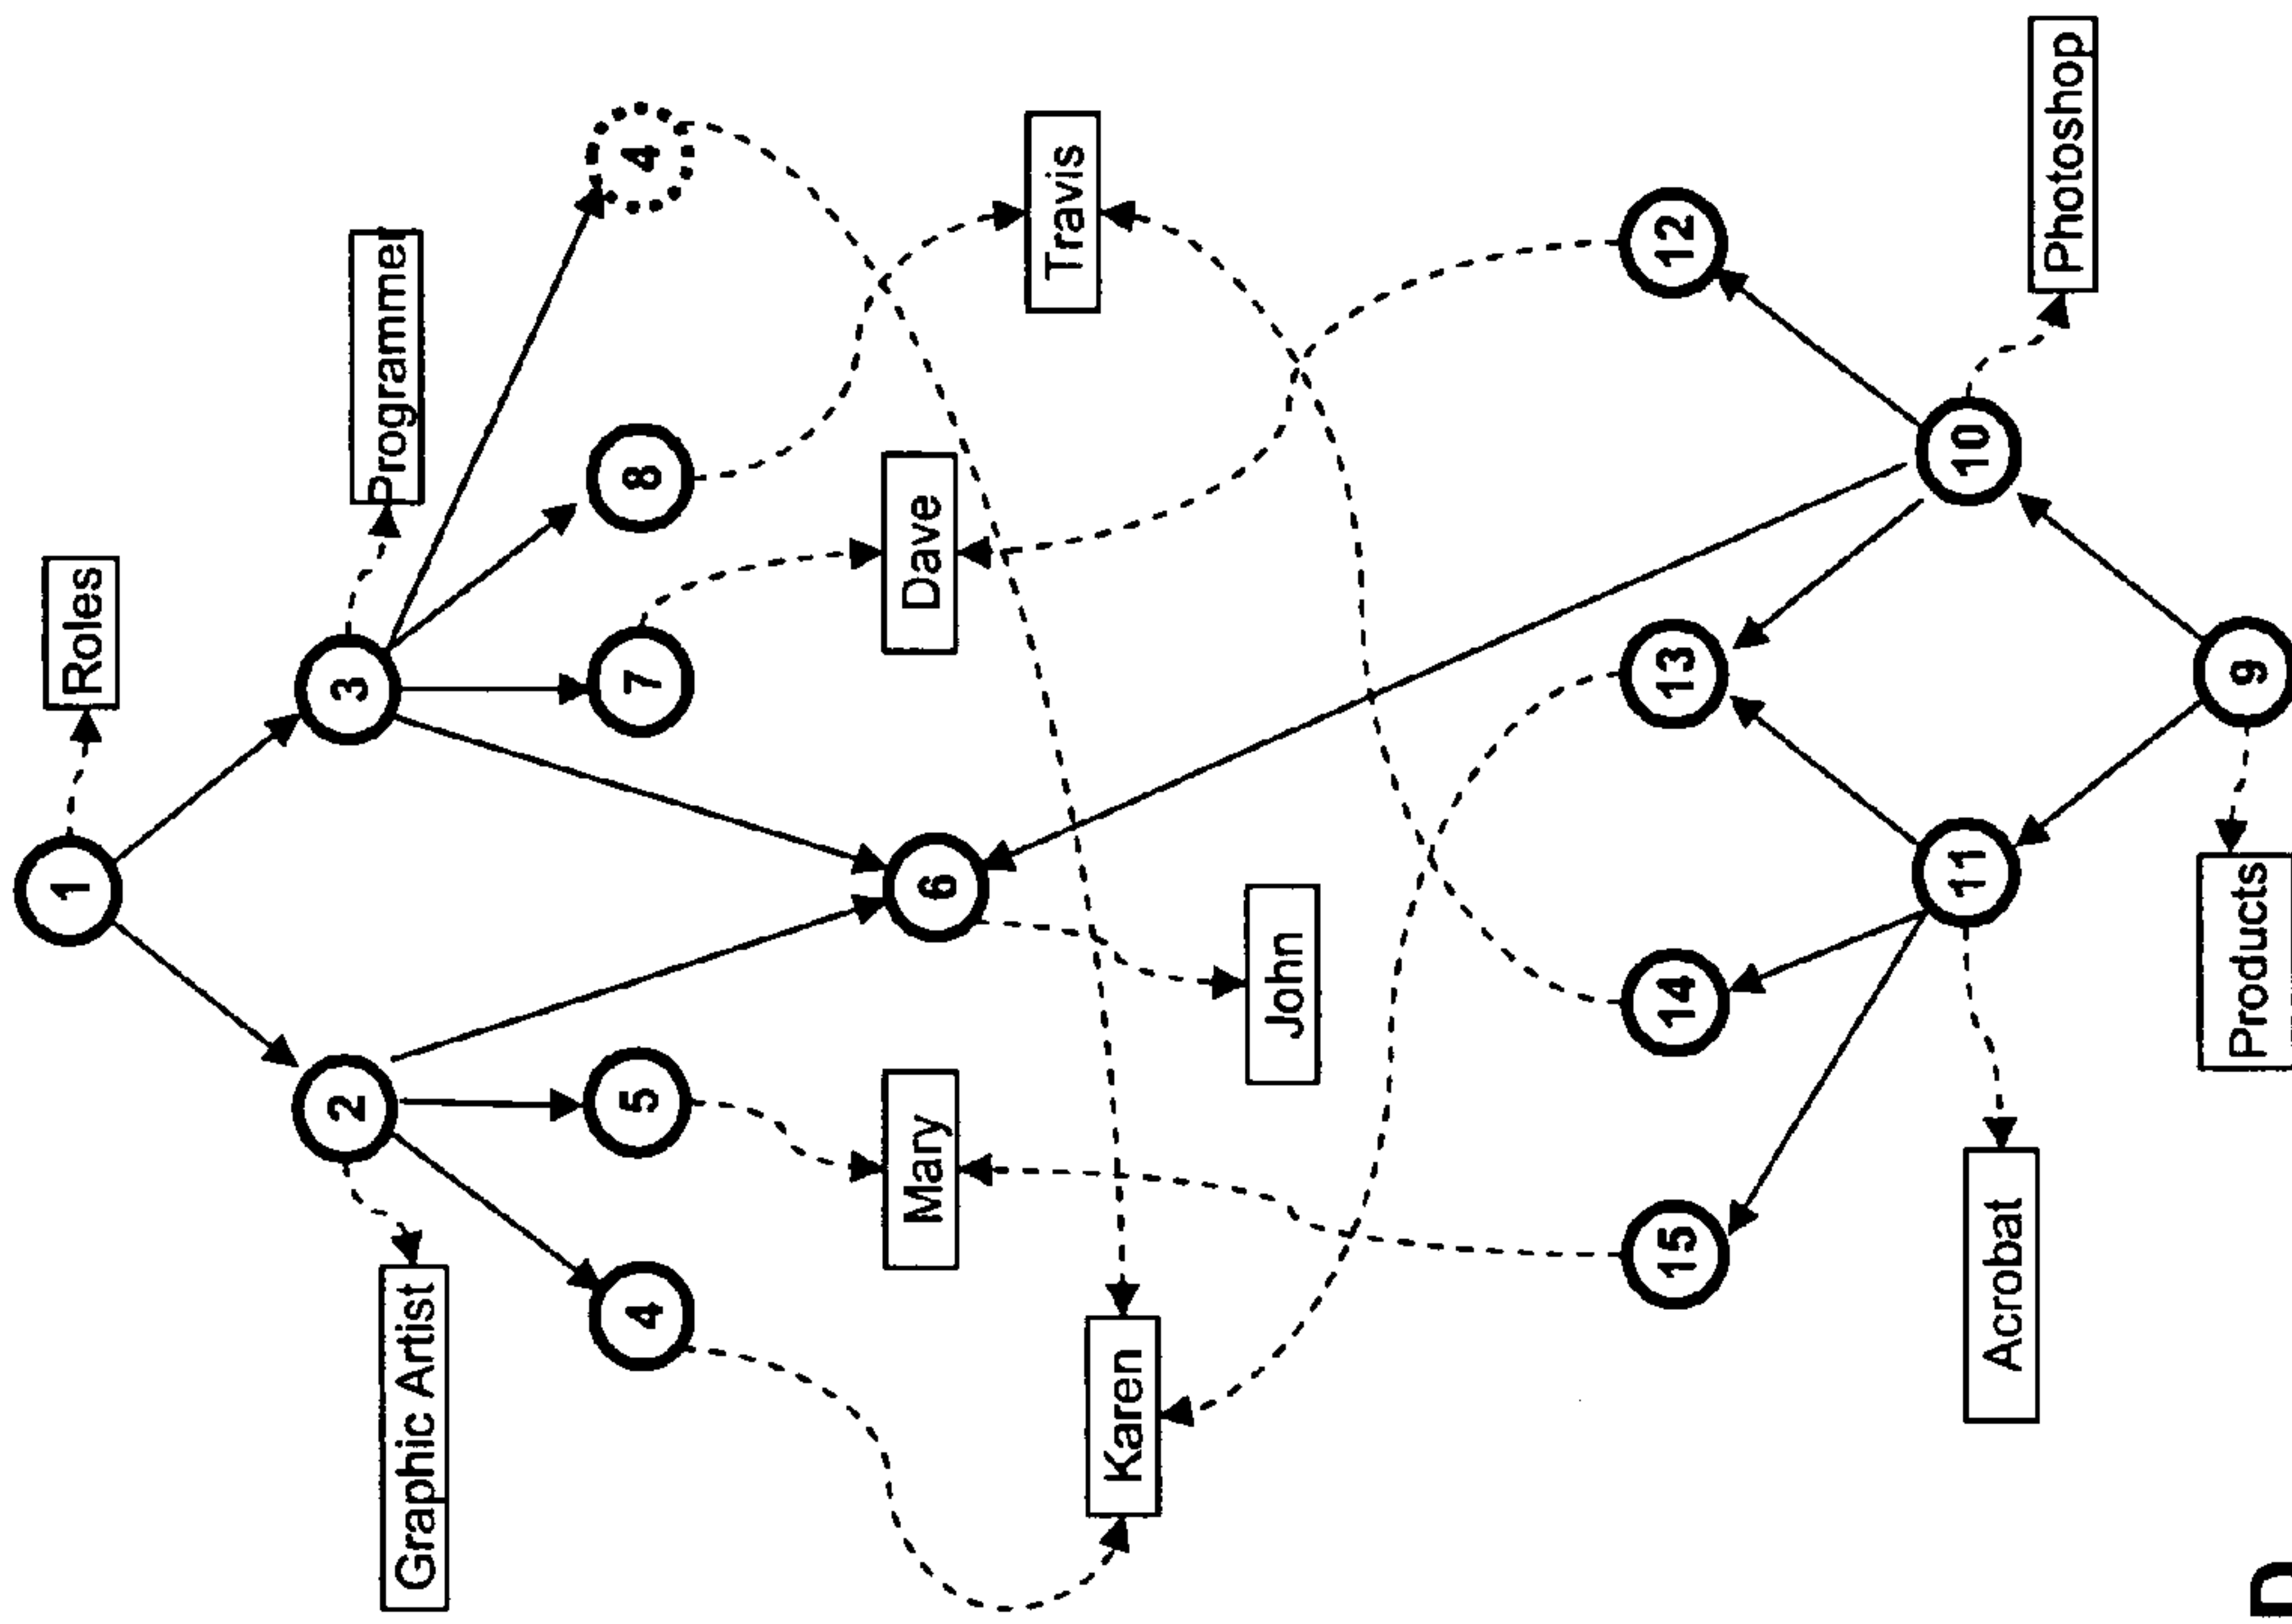 1
Roles
2
3
Graphic Artist
Programmer
4
5
7
8
4
Mary
6
Dave
Karen
John
Travis
15
14
13
12
Acrobat
11
10
Photoshop
Products
9
D